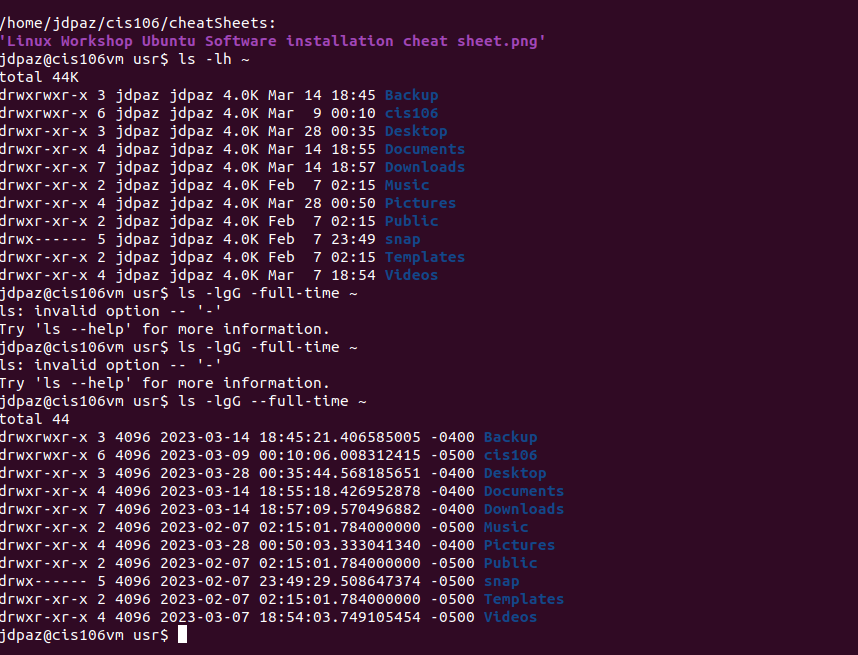 /home/jdpaz/cis106/cheatSheets:
'Linux Workshop Ubuntu Software installation cheat sheet.png'
jdpaz@cis106vm usr$ ls -lh ~
total 44K
drwxrwxr-x 3 jdpaz jdpaz 4.0K Mar 14 18:45 Backup
drwxrwxr-x 6 jdpaz jdpaz 4.0K Mar  9 00:10 cis106
drwxr-xr-x 3 jdpaz jdpaz 4.0K Mar 28 00:35 Desktop
drwxr-xr-x 4 jdpaz jdpaz 4.0K Mar 14 18:55 Documents
drwxr-xr-x 7 jdpaz jdpaz 4.0K Mar 14 18:57 Downloads
drwxr-xr-x 2 jdpaz jdpaz 4.0K Feb  7 02:15 Music
drwxr-xr-x 4 jdpaz jdpaz 4.0K Mar 28 00:50 Pictures
drwxr-xr-x 2 jdpaz jdpaz 4.0K Feb  7 02:15 Public
drwx------ 5 jdpaz jdpaz 4.0K Feb  7 23:49 snap
drwxr-xr-x 2 jdpaz jdpaz 4.0K Feb  7 02:15 Templates
drwxr-xr-x 4 jdpaz jdpaz 4.0K Mar  7 18:54 Videos
jdpaz@cis106vm usr$ ls -lgG -full-time ~
ls: invalid option -- '-'
Try 'ls --help' for more information.
jdpaz@cis106vm usr$ ls -lgG -full-time ~
ls: invalid option -- '-'
Try 'ls --help' for more information.
jdpaz@cis106vm usr$ ls -lgG --full-time ~
total 44
drwxrwxr-x 3 4096 2023-03-14 18:45:21.406585005 -0400 Backup
drwxrwxr-x 6 4096 2023-03-09 00:10:06.008312415 -0500 cis106
drwxr-xr-x 3 4096 2023-03-28 00:35:44.568185651 -0400 Desktop
drwxr-xr-x 4 4096 2023-03-14 18:55:18.426952878 -0400 Documents
drwxr-xr-x 7 4096 2023-03-14 18:57:09.570496882 -0400 Downloads
drwxr-xr-x 2 4096 2023-02-07 02:15:01.784000000 -0500 Music
drwxr-xr-x 4 4096 2023-03-28 00:50:03.333041340 -0400 Pictures
drwxr-xr-x 2 4096 2023-02-07 02:15:01.784000000 -0500 Public
drwx------ 5 4096 2023-02-07 23:49:29.508647374 -0500 snap
drwxr-xr-x 2 4096 2023-02-07 02:15:01.784000000 -0500 Templates
drwxr-xr-x 4 4096 2023-03-07 18:54:03.749105454 -0500 Videos
jdpaz@cis106vm usr$